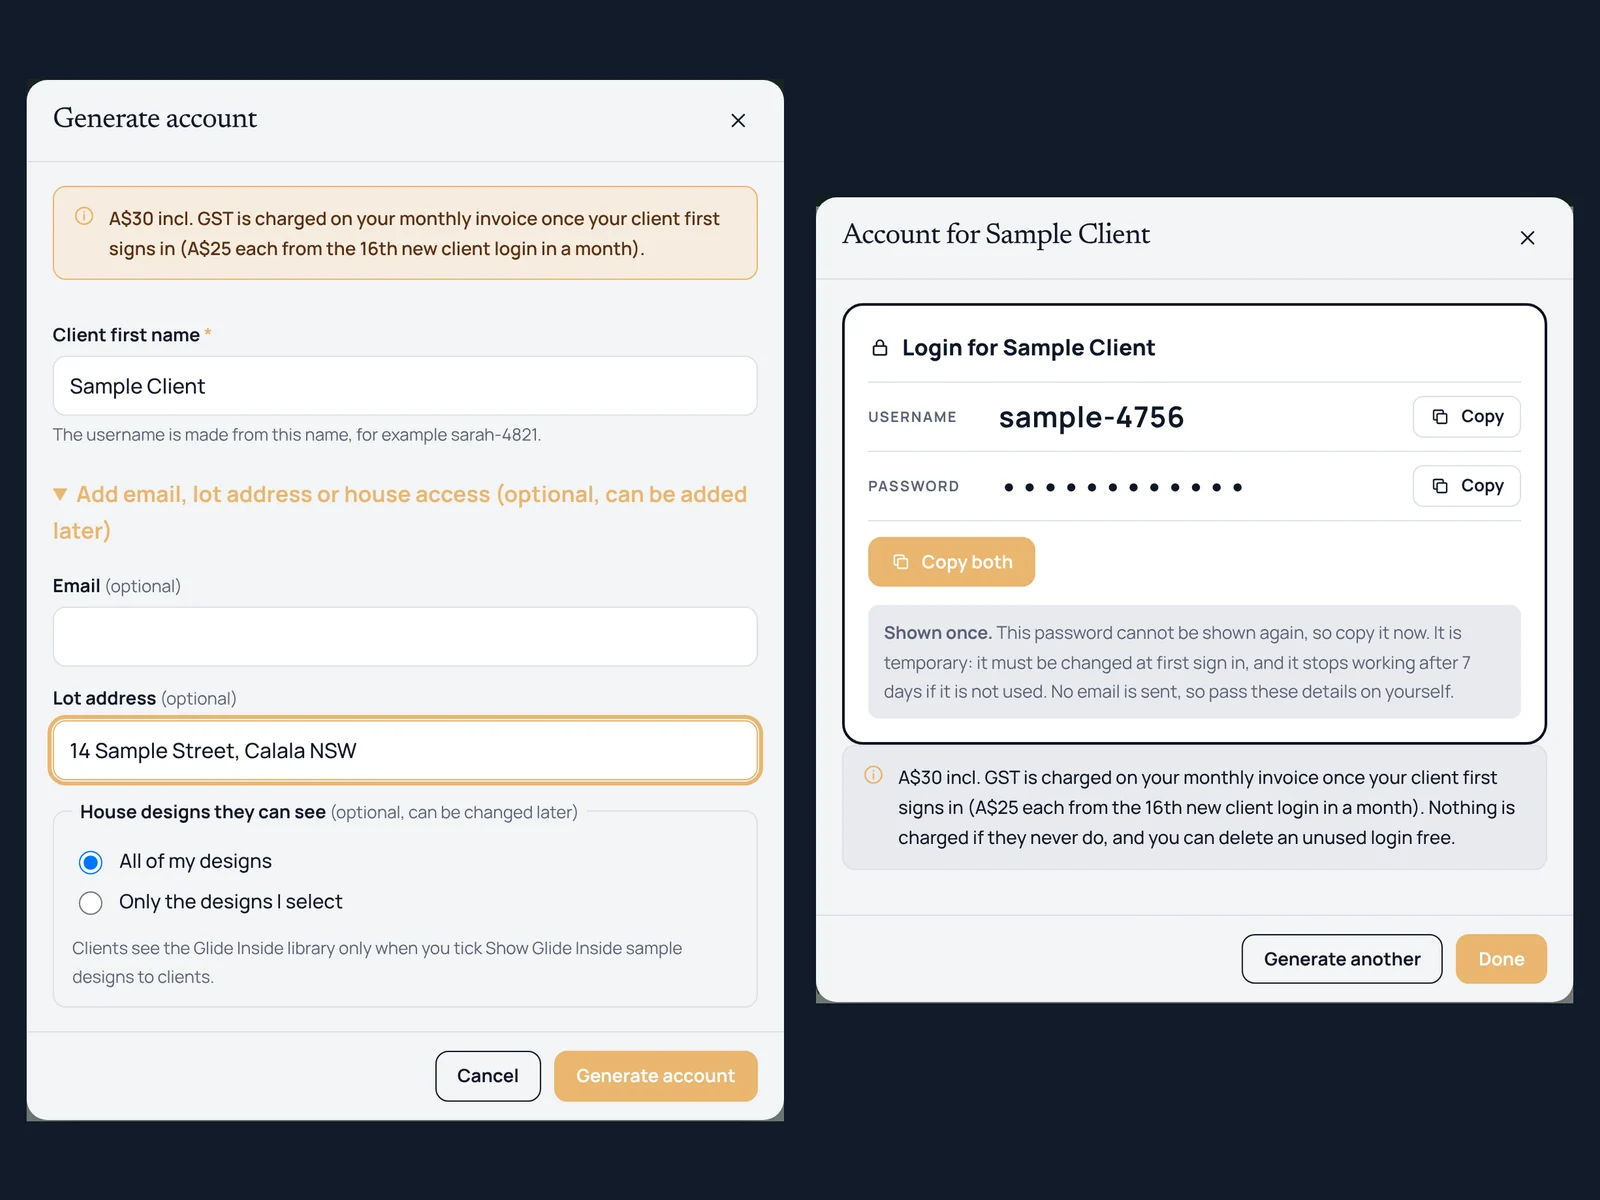 Generate account
A$30 incl. GST is charged on your monthly invoice once your client first
signs in (A$25 each from the 16th new client login in a month).
Client first name *
Sample Client
The username is made from this name, for example sarah-4821.
▼ Add email, lot address or house access (optional, can be added
later)
Email (optional)
Lot address (optional)
14 Sample Street, Calala NSW
House designs they can see (optional, can be changed later)
All of my designs
Only the designs I select
Clients see the Glide Inside library only when you tick Show Glide Inside sample
designs to clients.
Cancel
Generate account
Account for Sample Client
Login for Sample Client
USERNAME
sample-4756
Copy
PASSWORD
••••••••••••
Copy
Copy both
Shown once. This password cannot be shown again, so copy it now. It is
temporary: it must be changed at first sign in, and it stops working after 7
days if it is not used. No email is sent, so pass these details on yourself.
A$30 incl. GST is charged on your monthly invoice once your client first
signs in (A$25 each from the 16th new client login in a month). Nothing is
charged if they never do, and you can delete an unused login free.
Generate another
Done